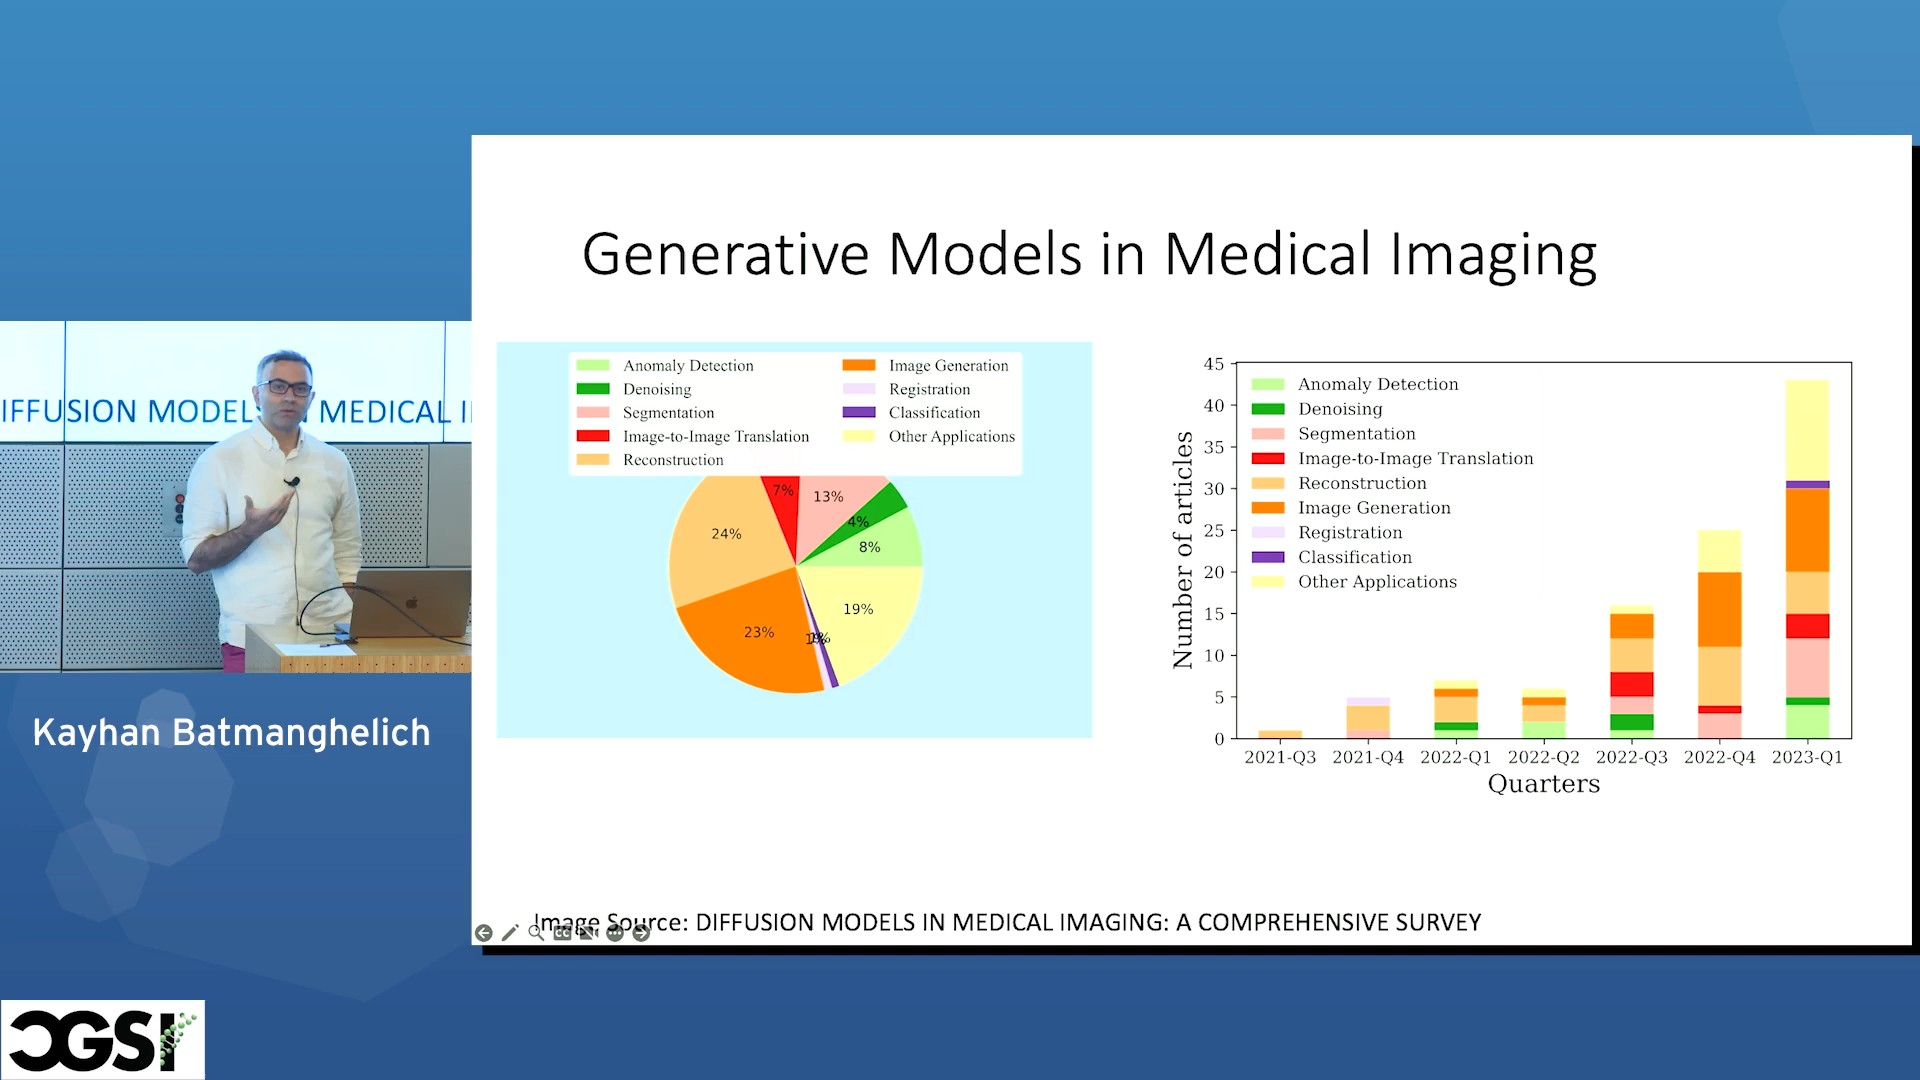 Generative Models in Medical Imaging
Anomaly Detection
Denoising
Segmentation
Image-to-Image Translation
Reconstruction
Image Generation
Registration
Classification
Other Applications
7%
13%
4%
8%
24%
19%
23%
1%
Number of articles
45
40
35
30
25
20
15
10
5
0
Anomaly Detection
Denoising
Segmentation
Image-to-Image Translation
Reconstruction
Image Generation
Registration
Classification
Other Applications
2021-Q3 2021-Q4 2022-Q1 2022-Q2 2022-Q3 2022-Q4 2023-Q1
Quarters
Image Source: DIFFUSION MODELS IN MEDICAL IMAGING: A COMPREHENSIVE SURVEY
IFFUSION MODEL MEDICAL I
Kayhan Batmanghelich
CGSI